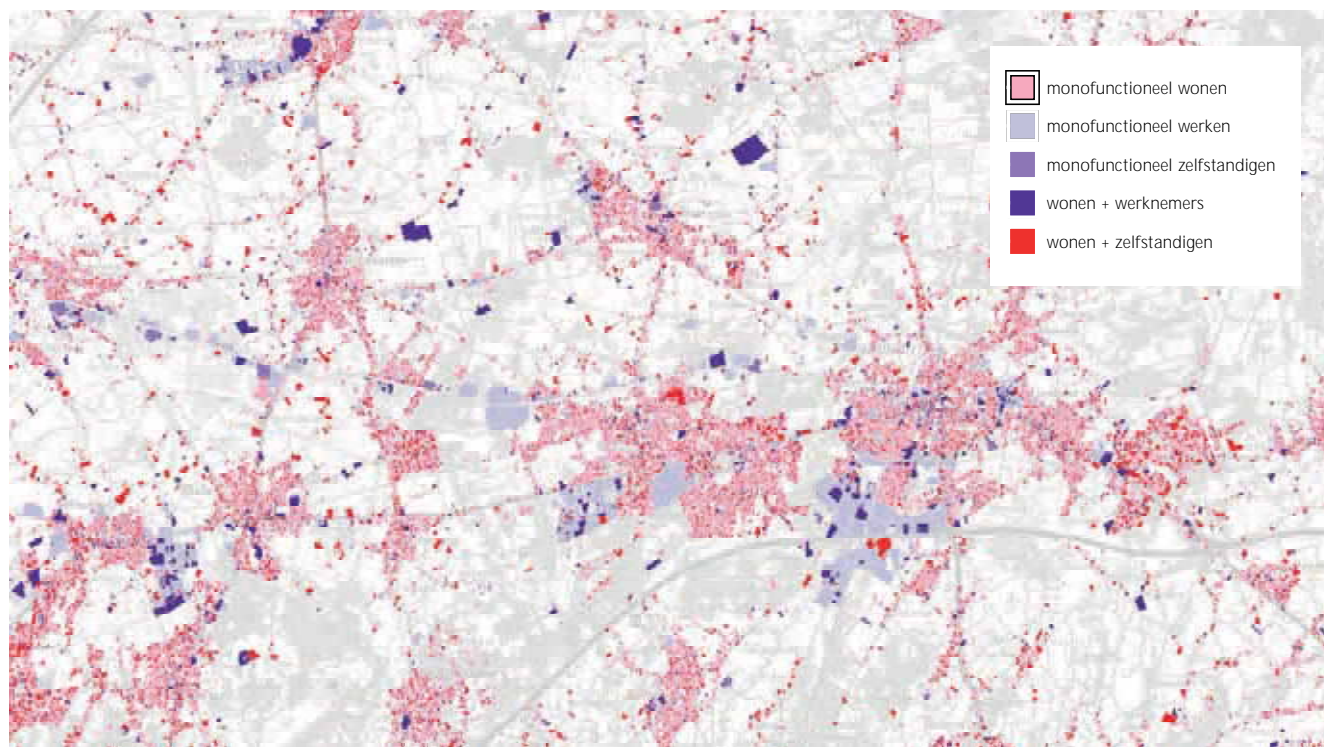 monofunctioneel wonen
monofunctioneel werken
monofunctioneel zelfstandigen
wonen + werknemers
wonen + zelfstandigen